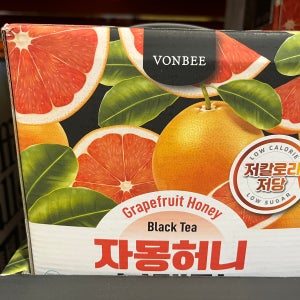 VONBEE
LOW CALORIE
저칼로리
저당
LOW SUGAR
Grapefruit Honey
Black Tea
자몽허니